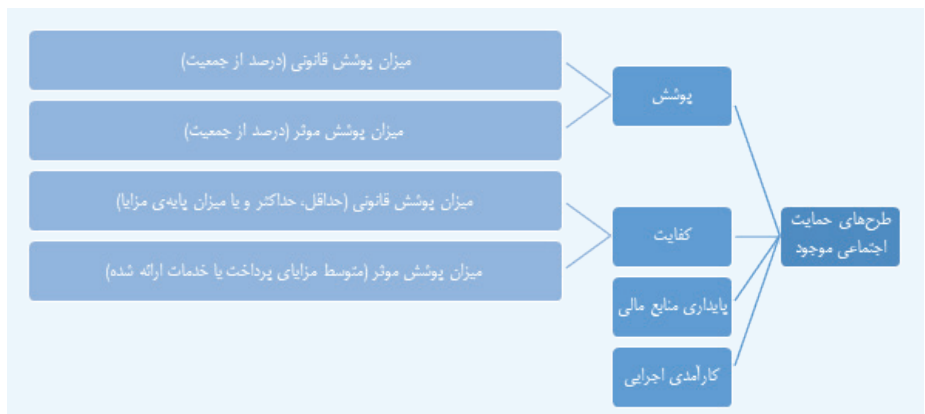 طرح‌های حمایت
اجتماعی موجود
پوشش
میزان پوشش قانونی (درصد از جمعیت)
میزان پوشش موثر (درصد از جمعیت)
کفایت
میزان پوشش قانونی (حداقل، حداکثر و یا میزان پایه‌ی مزایا)
میزان پوشش موثر (متوسط مزایای پرداخت یا خدمات ارائه شده)
پایداری منابع مالی
کارآمدی اجرایی